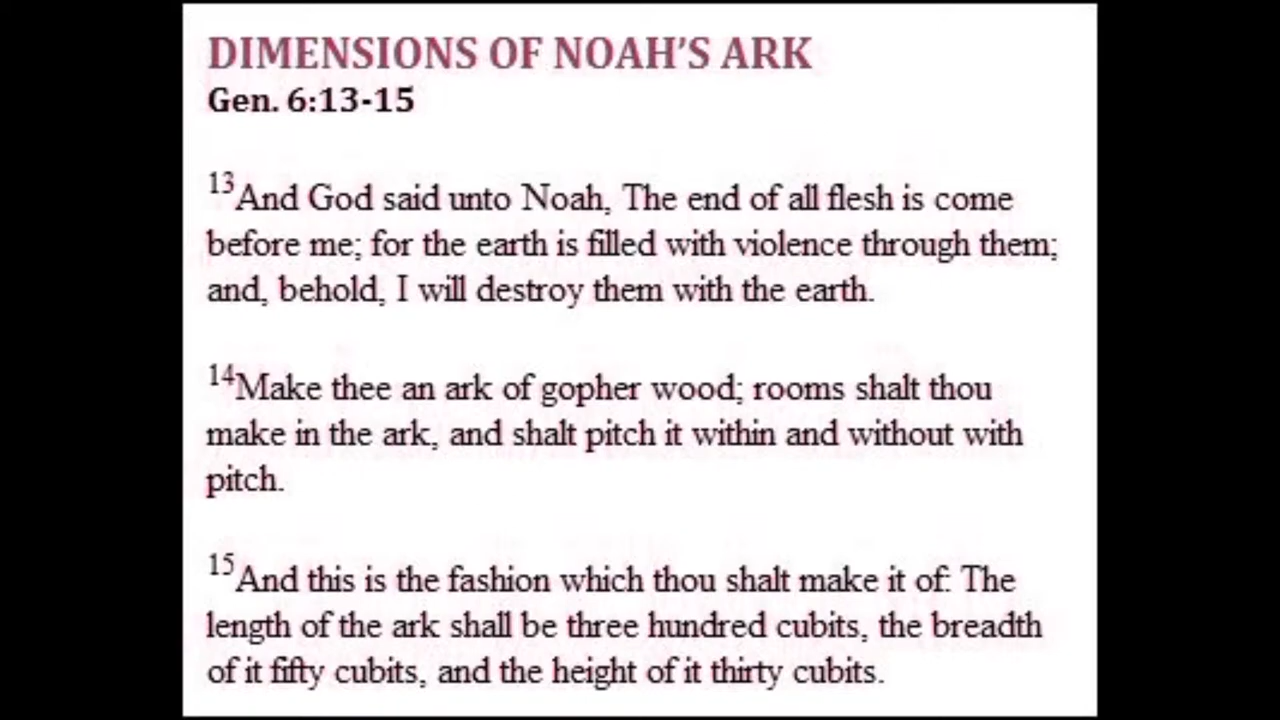 DIMENSIONS OF NOAH'S ARK
Gen. 6:13-15
13And God said unto Noah, The end of all flesh is come
before me; for the earth is filled with violence through them;
and, behold, I will destroy them with the earth.
14Make thee an ark of gopher wood; rooms shalt thou
make in the ark, and shalt pitch it within and without with
pitch.
15And this is the fashion which thou shalt make it of: The
length of the ark shall be three hundred cubits, the breadth
of it fifty cubits, and the height of it thirty cubits.